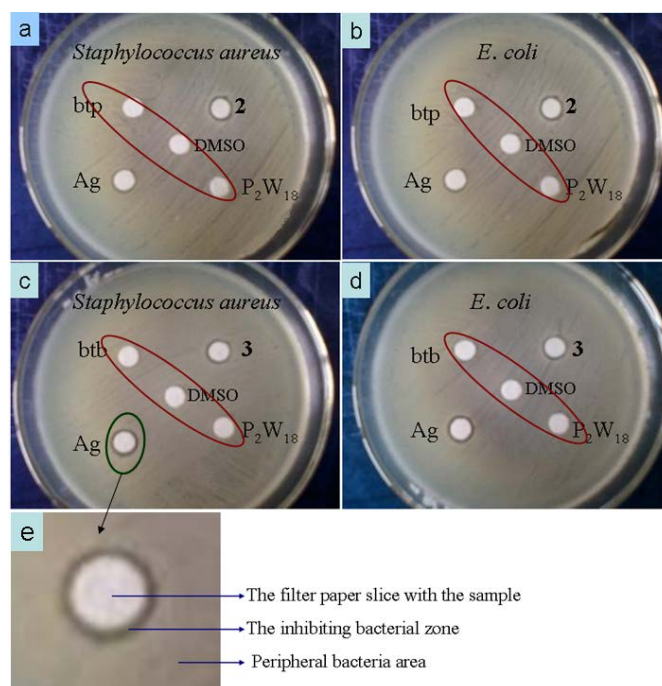 a
Staphylococcus aureus
btp
2
DMSO
Ag
P₂W₁₈
b
E. coli
btp
2
DMSO
Ag
P₂W₁₈
c
Staphylococcus aureus
btb
3
DMSO
Ag
P₂W₁₈
d
E. coli
btb
3
DMSO
Ag
P₂W₁₈
e
The filter paper slice with the sample
The inhibiting bacterial zone
Peripheral bacteria area